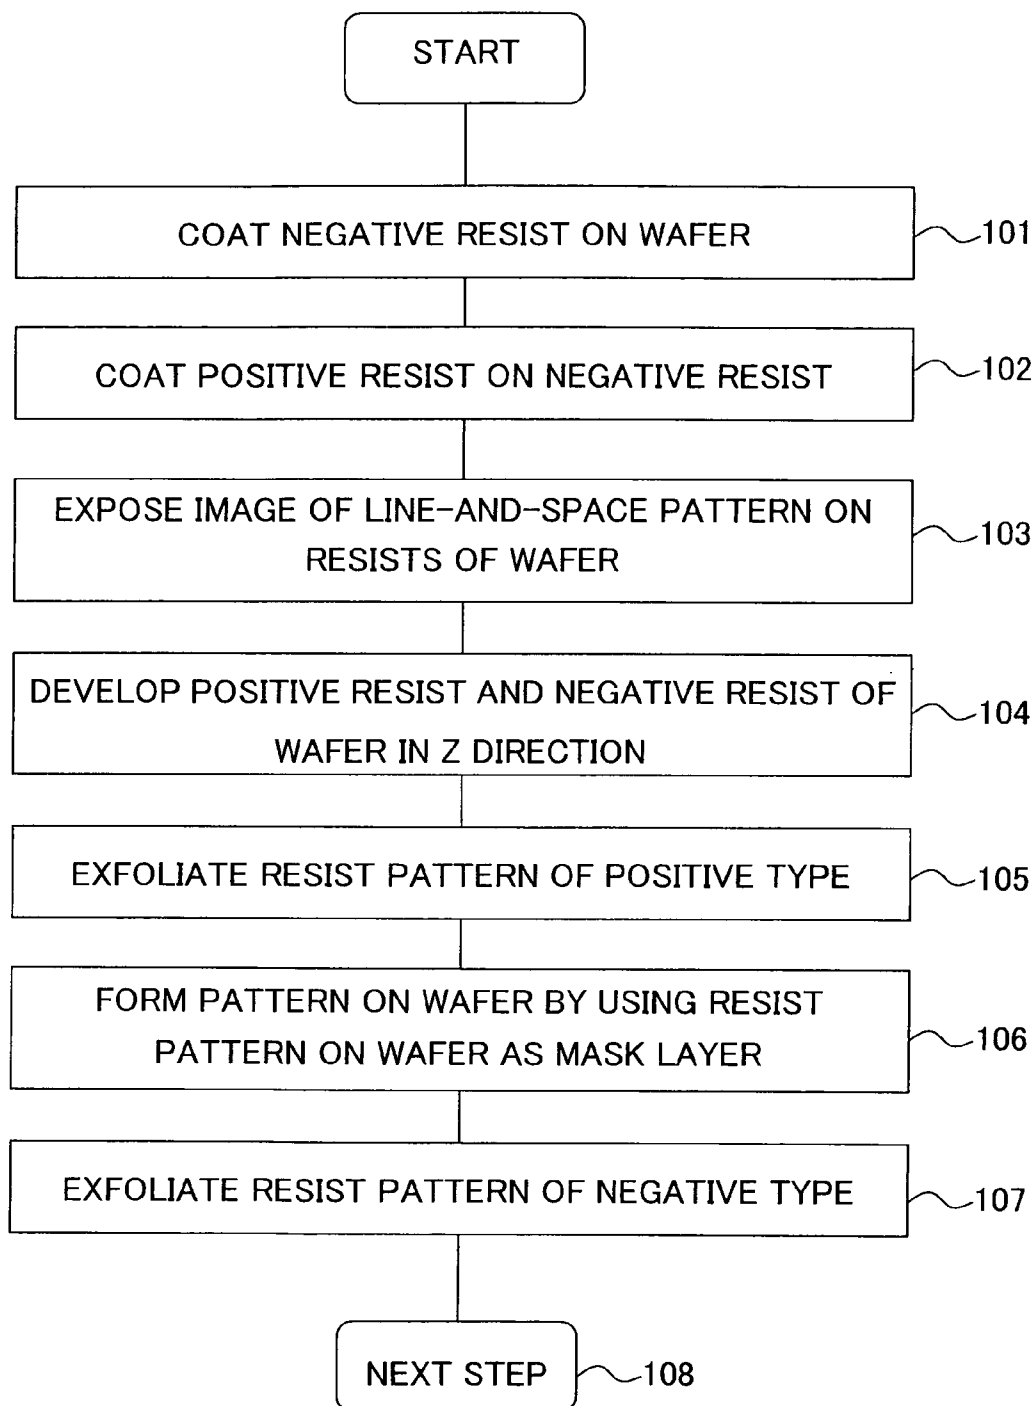 START
COAT NEGATIVE RESIST ON WAFER
101
COAT POSITIVE RESIST ON NEGATIVE RESIST
102
EXPOSE IMAGE OF LINE-AND-SPACE PATTERN ON
RESISTS OF WAFER
103
DEVELOP POSITIVE RESIST AND NEGATIVE RESIST OF
WAFER IN Z DIRECTION
104
EXFOLIATE RESIST PATTERN OF POSITIVE TYPE
105
FORM PATTERN ON WAFER BY USING RESIST
PATTERN ON WAFER AS MASK LAYER
106
EXFOLIATE RESIST PATTERN OF NEGATIVE TYPE
107
NEXT STEP
108